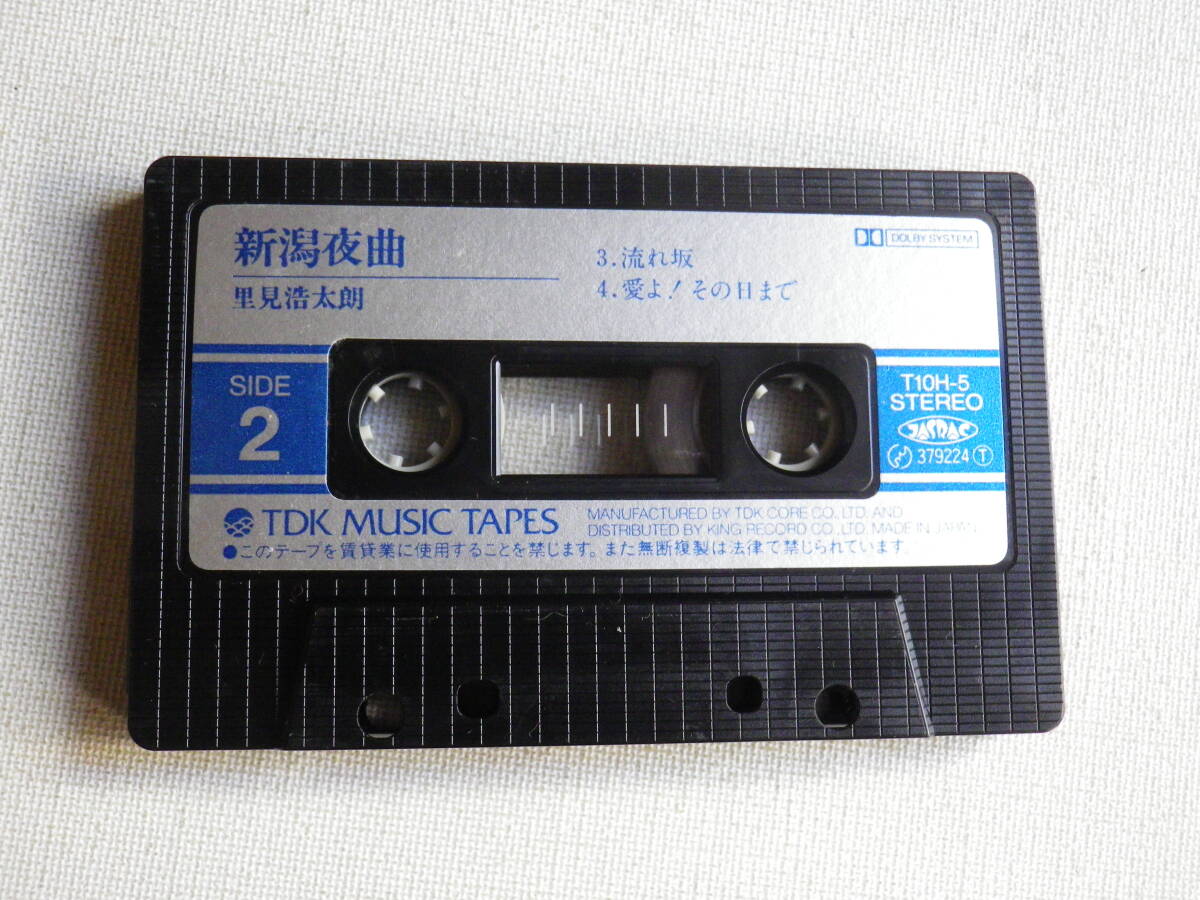 新潟夜曲
里見浩太朗
3.流れ坂
4.愛よ!その日まで
DOLBY SYSTEM
SIDE
2
T10H-5
STEREO
JASRAC
379224 T
TDK MUSIC TAPES
MANUFACTURED BY TDK CORE CO., LTD. AND
DISTRIBUTED BY KING RECORD CO., LTD. MADE IN JAPAN
●このテープを賃貸業に使用することを禁じます。また無断複製は法律で禁じられています。